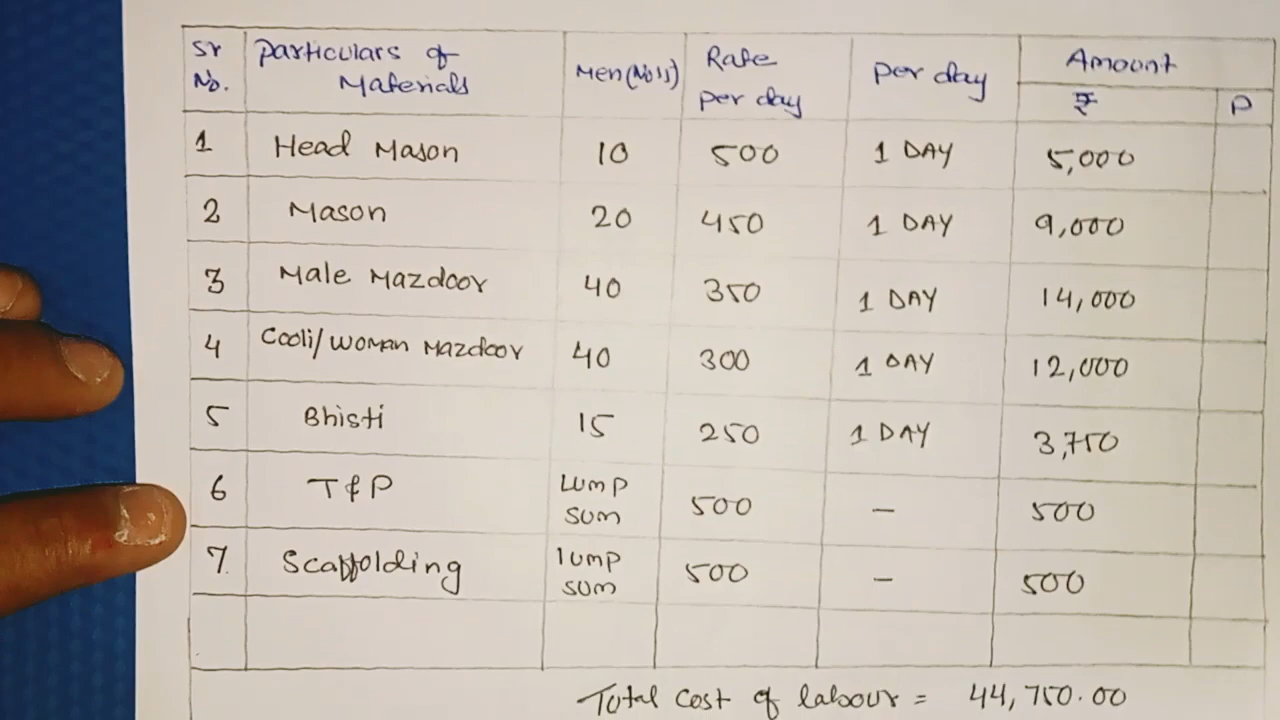 Sr No. Particulars of Materials Men(No's) Rate per day per day Amount ₹ P
1 Head Mason 10 500 1 DAY 5,000
2 Mason 20 450 1 DAY 9,000
3 Male Mazdoor 40 350 1 DAY 14,000
4 Cooli/woman Mazdoor 40 300 1 DAY 12,000
5 Bhisti 15 250 1 DAY 3,750
6 T & P Lump sum 500 – 500
7. Scaffolding lump sum 500 – 500
Total cost of labour = 44,750.00